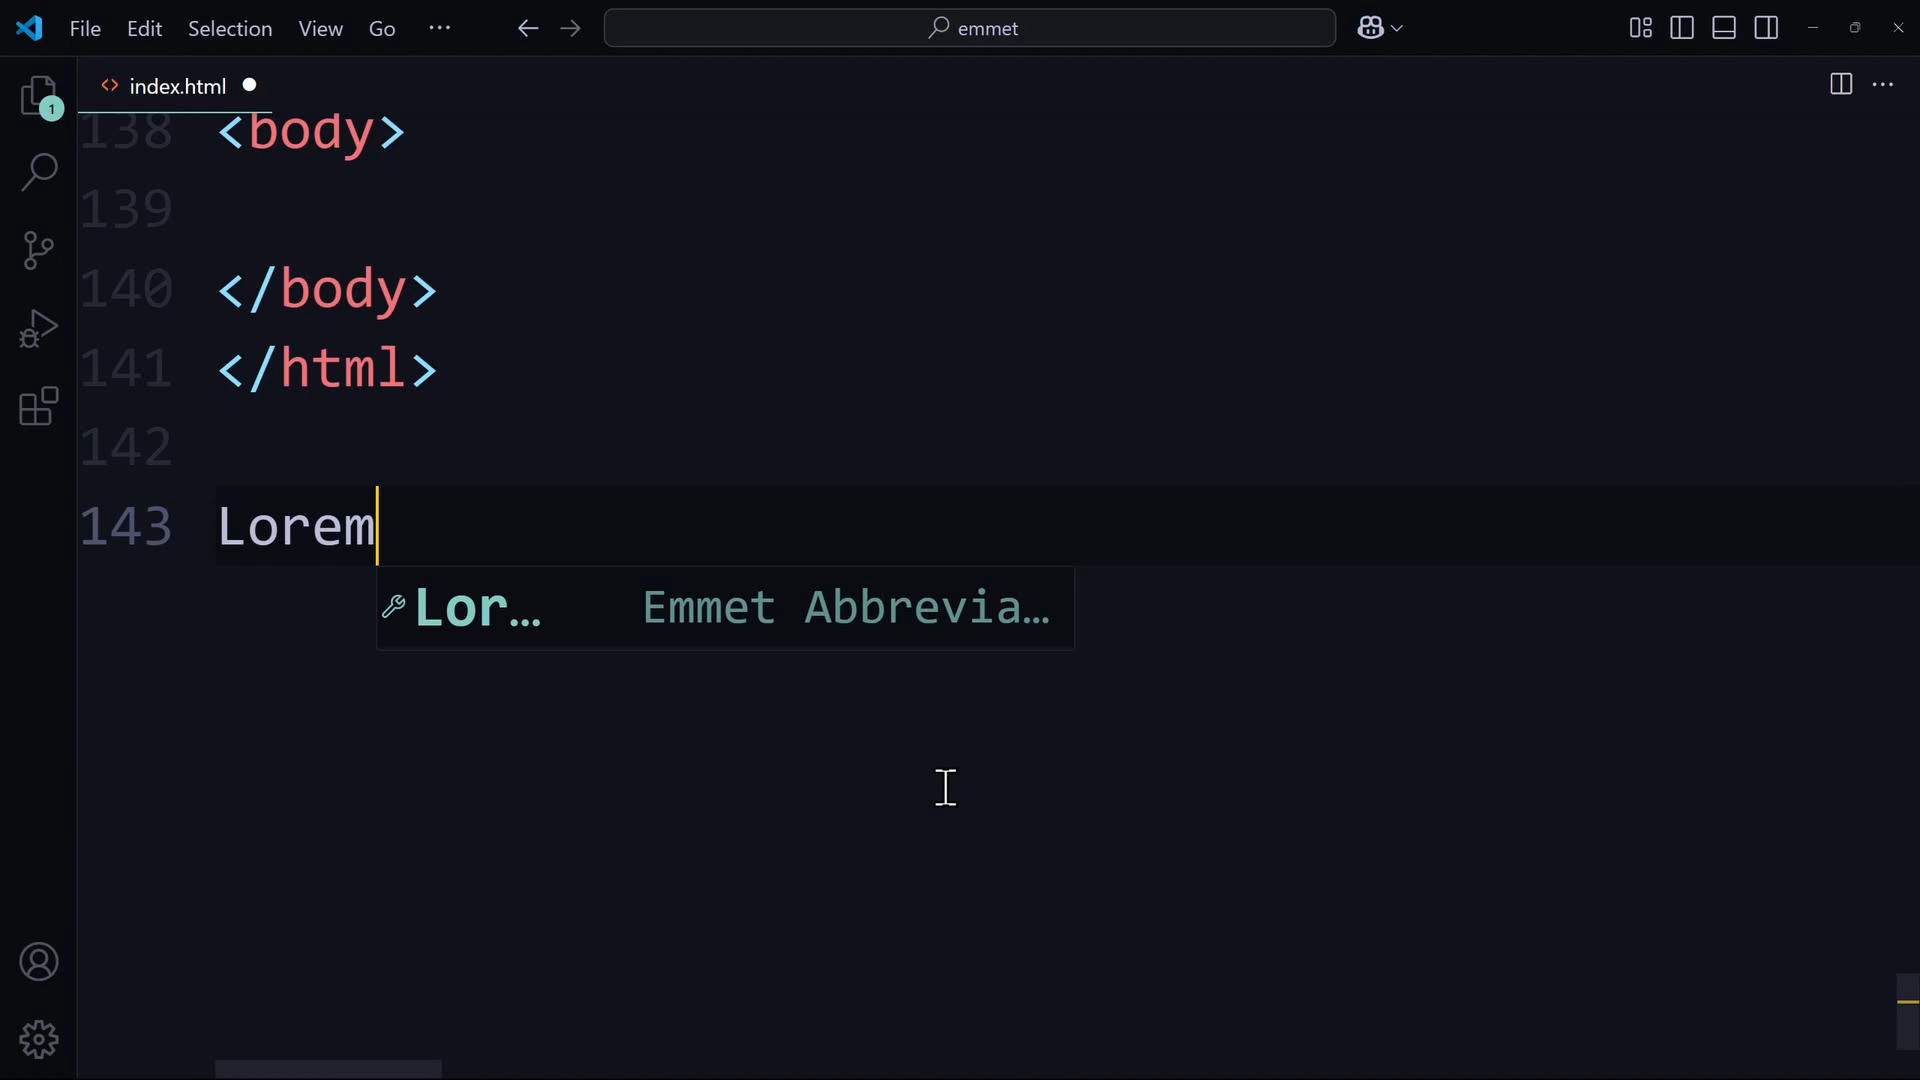 File Edit Selection View Go ··· emmet
index.html
1
138 <body>
139
140 </body>
141 </html>
142
143 Lorem
Lor… Emmet Abbrevia…